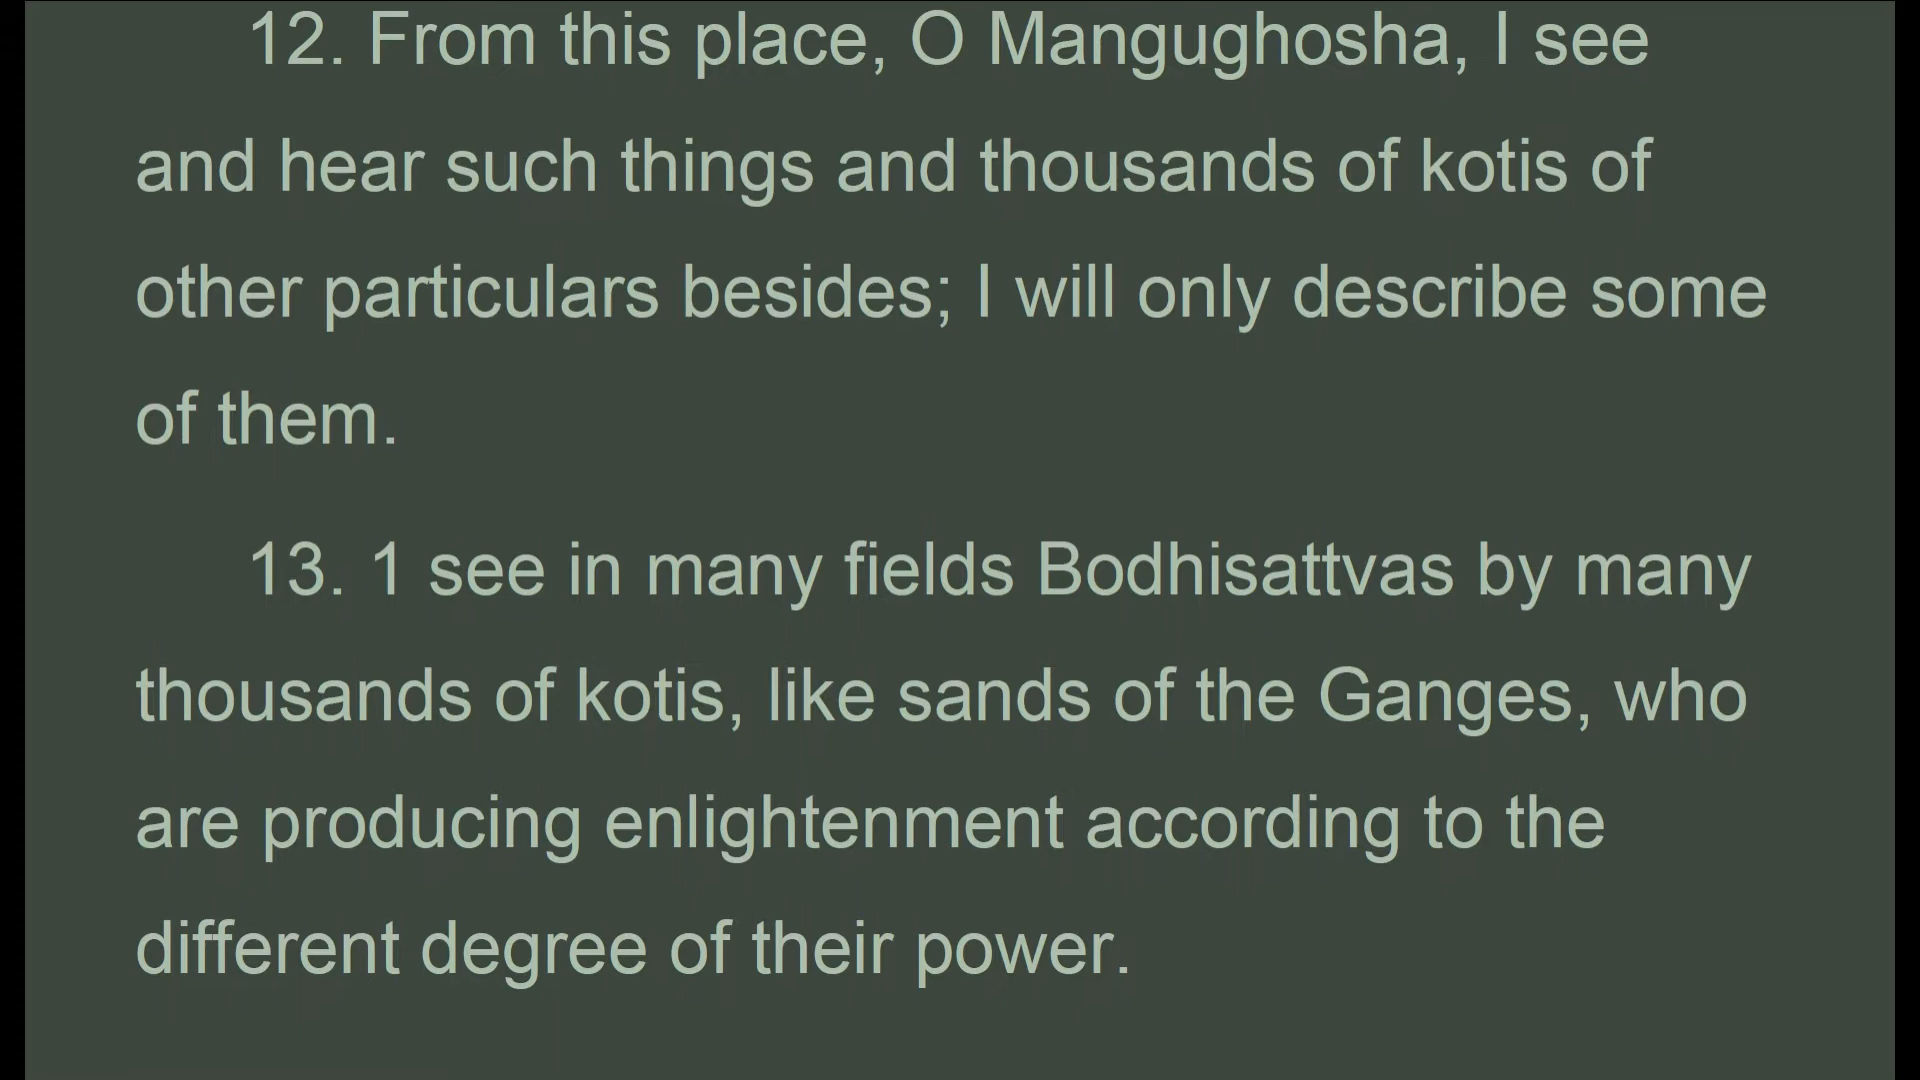 12. From this place, O Mangughosha, I see
and hear such things and thousands of kotis of
other particulars besides; I will only describe some
of them.
13. 1 see in many fields Bodhisattvas by many
thousands of kotis, like sands of the Ganges, who
are producing enlightenment according to the
different degree of their power.